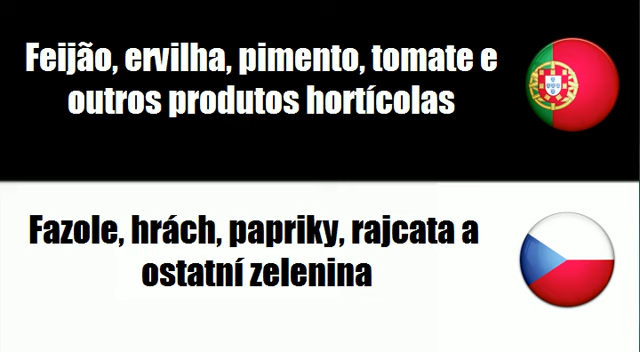 Feijão, ervilha, pimento, tomate e
outros produtos hortícolas
Fazole, hrách, papriky, rajcata a
ostatní zelenina